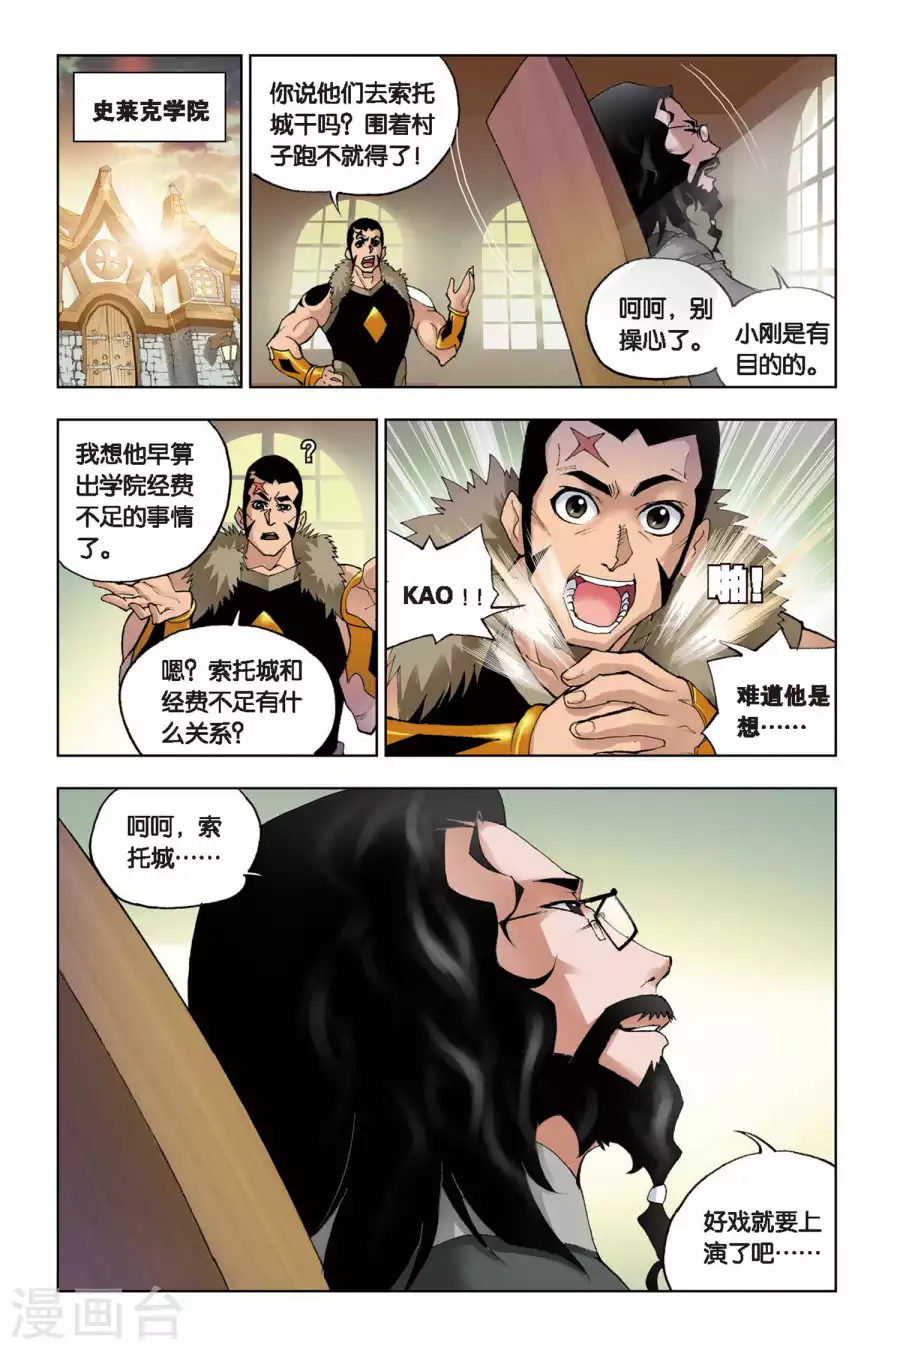 史莱克学院
你说他们去索托
城干吗？围着村
子跑不就得了！
呵呵，别
操心了。
小刚是有
目的的。
我想他早算
出学院经费
不足的事情
了。
?
嗯？索托城和
经费不足有什
么关系？
KAO！！
啪！
难道他是
想……
呵呵，索
托城……
好戏就要上
演了吧……
漫画台